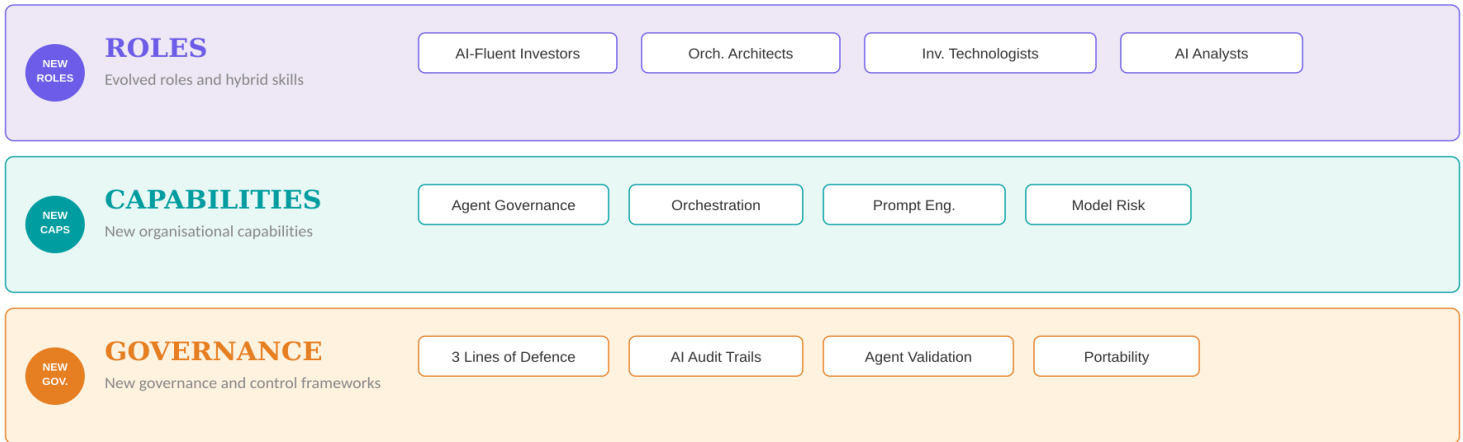 NEW
ROLES
ROLES
Evolved roles and hybrid skills
AI-Fluent Investors
Orch. Architects
Inv. Technologists
AI Analysts
NEW
CAPS
CAPABILITIES
New organisational capabilities
Agent Governance
Orchestration
Prompt Eng.
Model Risk
NEW
GOV.
GOVERNANCE
New governance and control frameworks
3 Lines of Defence
AI Audit Trails
Agent Validation
Portability